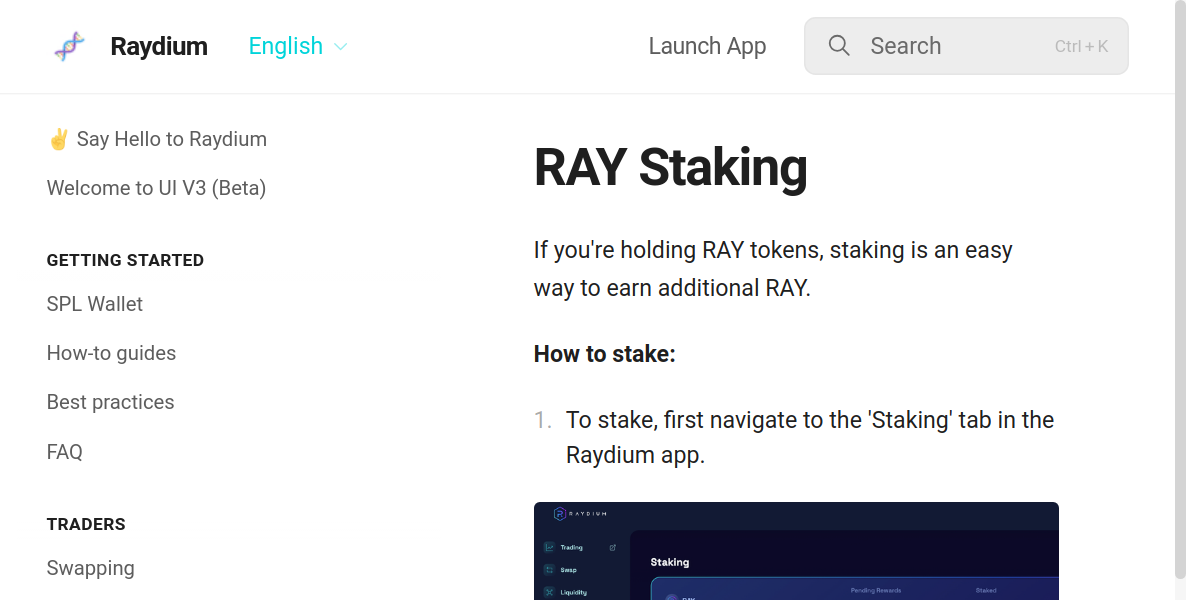 Raydium
English
Launch App
Search
Ctrl + K
✌️ Say Hello to Raydium
Welcome to UI V3 (Beta)
GETTING STARTED
SPL Wallet
How-to guides
Best practices
FAQ
TRADERS
Swapping
RAY Staking
If you're holding RAY tokens, staking is an easy
way to earn additional RAY.
How to stake:
1. To stake, first navigate to the 'Staking' tab in the
Raydium app.
RAYDIUM
Trading
Swap
Liquidity
Staking
RAY
Pending Rewards
Staked